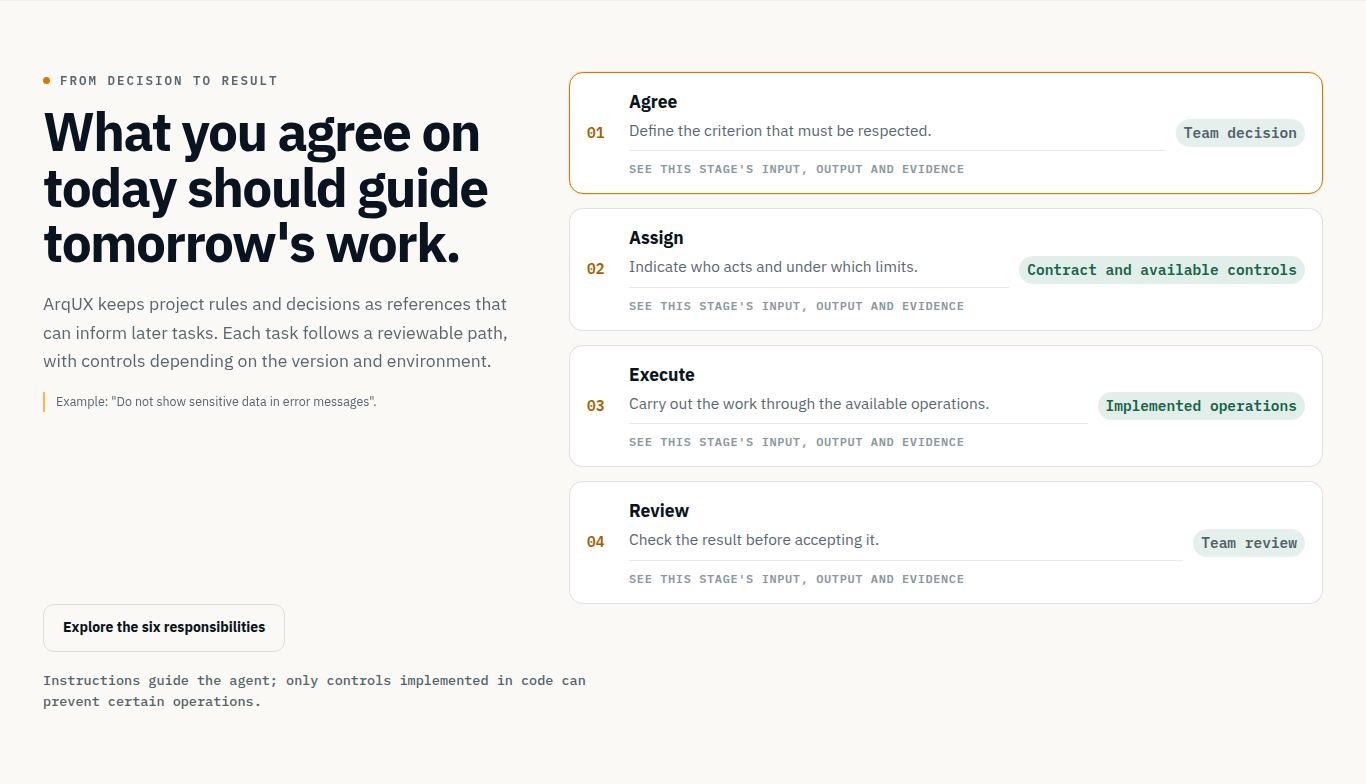 FROM DECISION TO RESULT
What you agree on
today should guide
tomorrow's work.
ArqUX keeps project rules and decisions as references that
can inform later tasks. Each task follows a reviewable path,
with controls depending on the version and environment.
Example: "Do not show sensitive data in error messages".
01
Agree
Define the criterion that must be respected.
SEE THIS STAGE'S INPUT, OUTPUT AND EVIDENCE
Team decision
02
Assign
Indicate who acts and under which limits.
SEE THIS STAGE'S INPUT, OUTPUT AND EVIDENCE
Contract and available controls
03
Execute
Carry out the work through the available operations.
SEE THIS STAGE'S INPUT, OUTPUT AND EVIDENCE
Implemented operations
04
Review
Check the result before accepting it.
SEE THIS STAGE'S INPUT, OUTPUT AND EVIDENCE
Team review
Explore the six responsibilities
Instructions guide the agent; only controls implemented in code can
prevent certain operations.